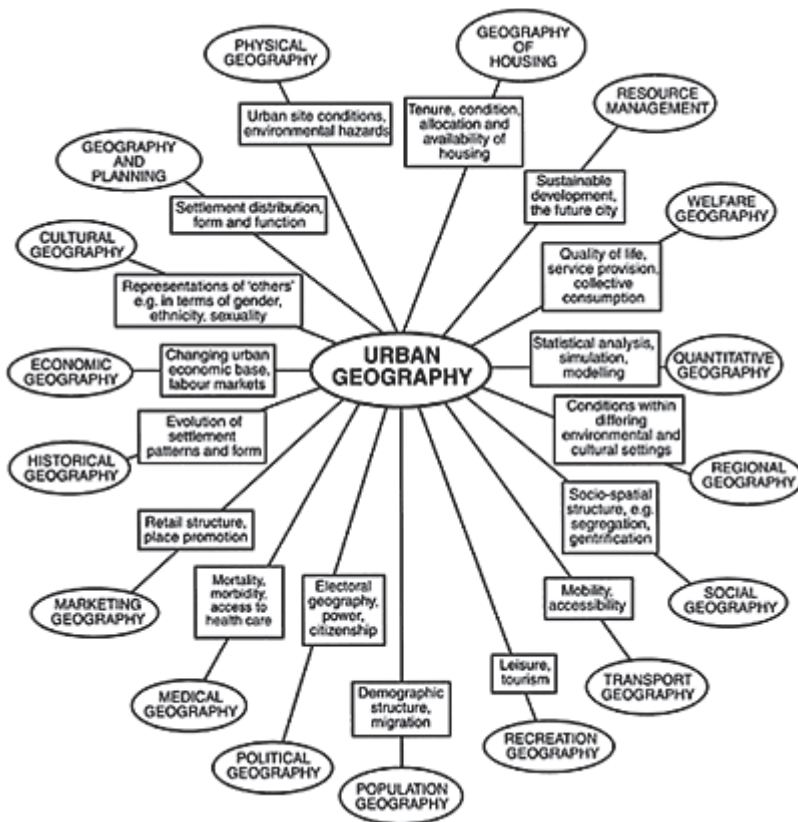 PHYSICAL
GEOGRAPHY
Urban site conditions,
environmental hazards
GEOGRAPHY
OF
HOUSING
Tenure, condition,
allocation and
availability of
housing
RESOURCE
MANAGEMENT
Sustainable
development,
the future city
GEOGRAPHY
AND
PLANNING
Settlement distribution,
form and function
WELFARE
GEOGRAPHY
Quality of life,
service provision,
collective
consumption
CULTURAL
GEOGRAPHY
Representations of 'others'
e.g. in terms of gender,
ethnicity, sexuality
URBAN
GEOGRAPHY
Statistical analysis,
simulation,
modelling
QUANTITATIVE
GEOGRAPHY
ECONOMIC
GEOGRAPHY
Changing urban
economic base,
labour markets
Conditions within
differing
environmental and
cultural settings
REGIONAL
GEOGRAPHY
Evolution of
settlement
patterns and form
HISTORICAL
GEOGRAPHY
Socio-spatial
structure, e.g.
segregation,
gentrification
SOCIAL
GEOGRAPHY
Retail structure,
place promotion
MARKETING
GEOGRAPHY
Mortality,
morbidity,
access to
health care
MEDICAL
GEOGRAPHY
Electoral
geography,
power,
citizenship
POLITICAL
GEOGRAPHY
Mobility,
accessibility
TRANSPORT
GEOGRAPHY
Leisure,
tourism
RECREATION
GEOGRAPHY
Demographic
structure,
migration
POPULATION
GEOGRAPHY